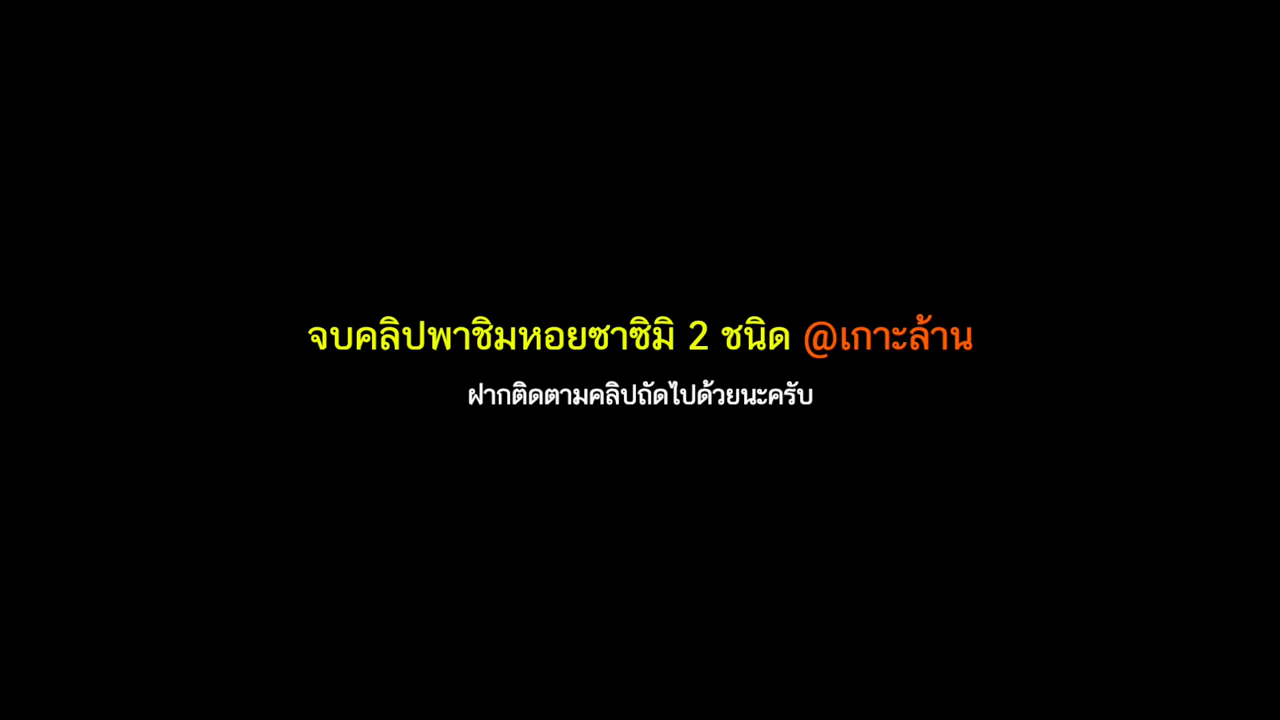 จบคลิปพาชิมหอยซาซิมิ 2 ชนิด @เกาะล้าน
ฝากติดตามคลิปถัดไปด้วยนะครับ